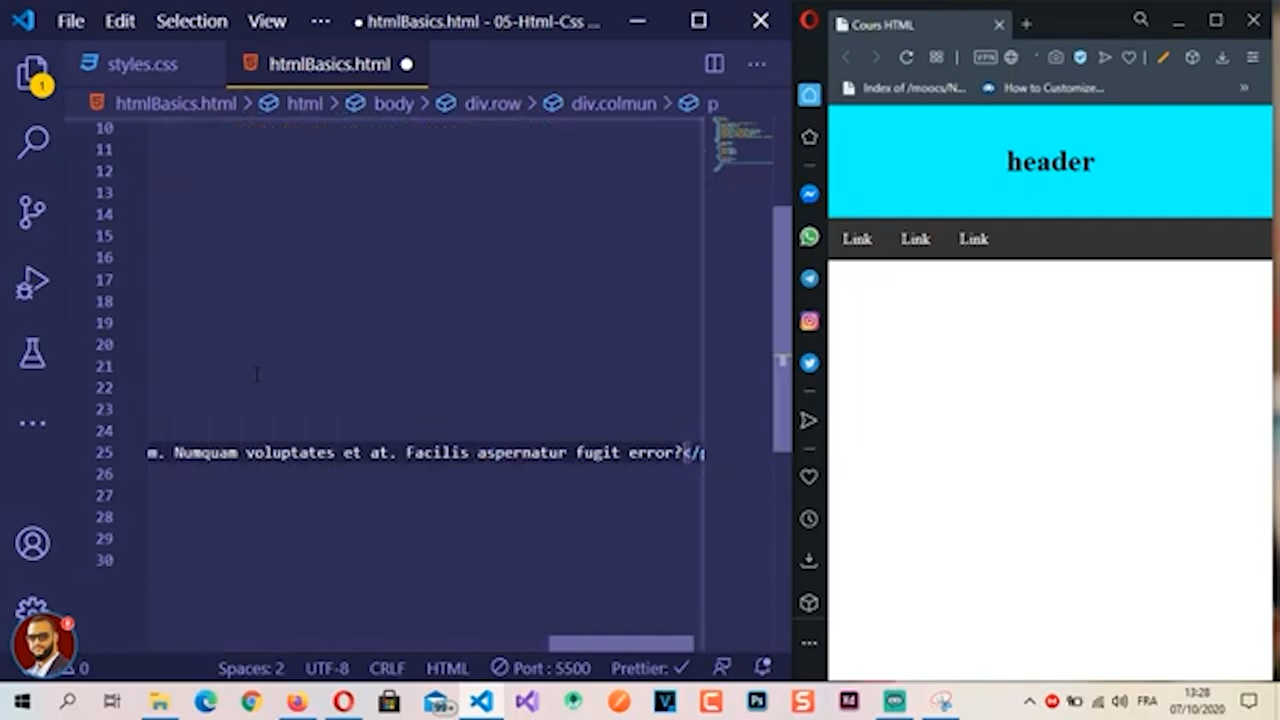 File Edit Selection View ··· ● htmlBasics.html - 05-Html-Css ...
styles.css htmlBasics.html
htmlBasics.html > html > body > div.row > div.colmun > p
10
11
12
13
14
15
16
17
18
19
20
21
22
23
24
25 m. Numquam voluptates et at. Facilis aspernatur fugit error?</p
26
27
28
29
30
0 Spaces: 2 UTF-8 CRLF HTML Port : 5500 Prettier: ✓
Cours HTML
VPN
Index of /moocs/N... How to Customize...
header
Link Link Link
99+
FRA
13:28
07/10/2020